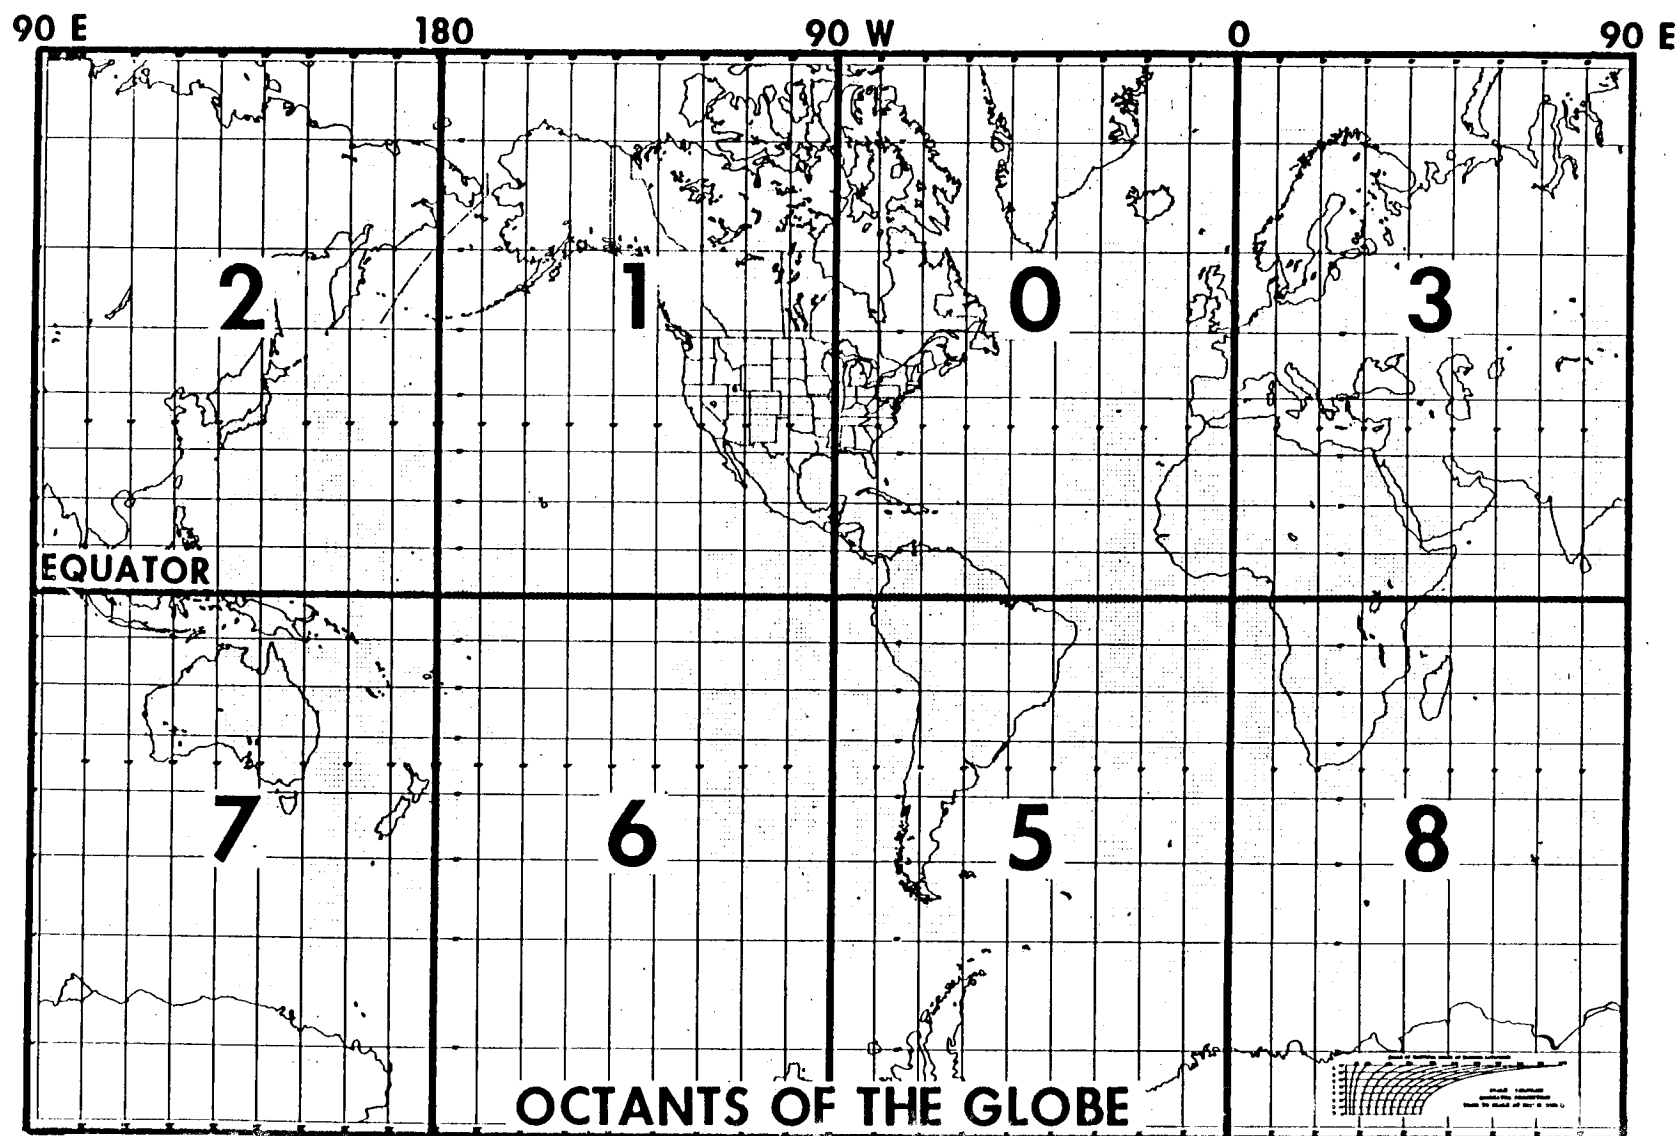 90 E 180 90 W 0 90 E
2 1 0 3
EQUATOR
7 6 5 8
OCTANTS OF THE GLOBE